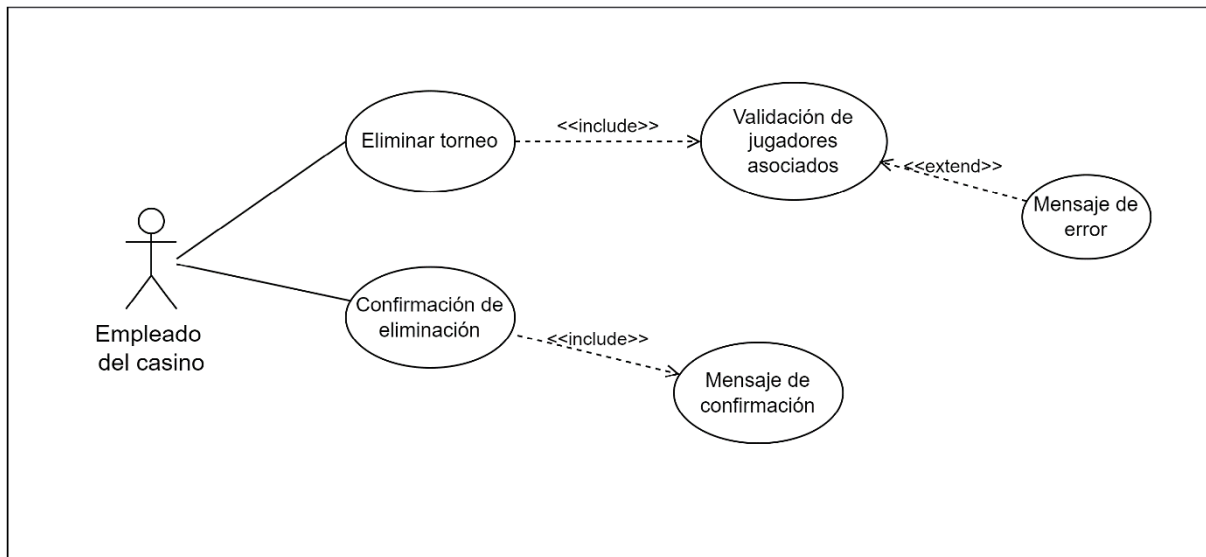 Eliminar torneo
<<include>>
Validación de
jugadores
asociados
<<extend>>
Mensaje de
error
Empleado
del casino
Confirmación de
eliminación
<<include>>
Mensaje de
confirmación